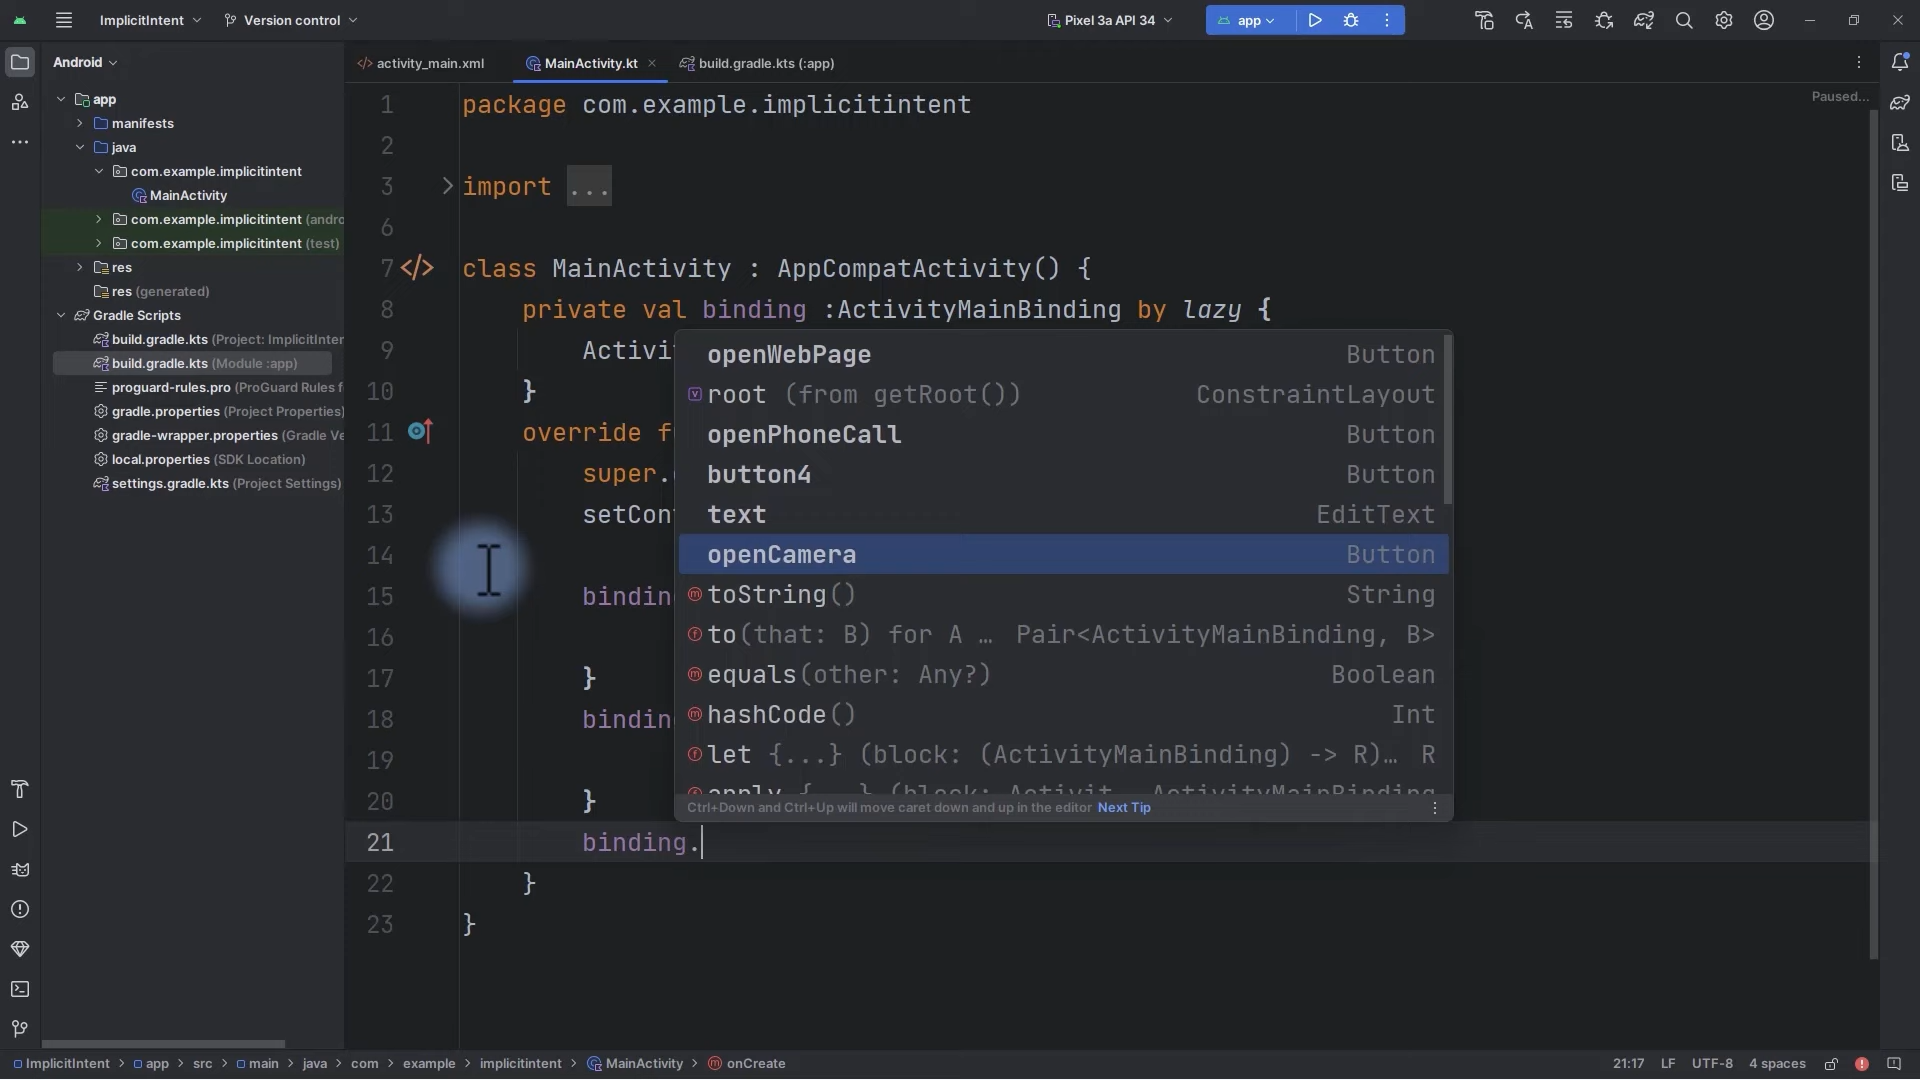 ImplicitIntent
Version control
Pixel 3a API 34
app
Android
activity_main.xml
MainActivity.kt
build.gradle.kts (:app)
app
manifests
java
com.example.implicitintent
MainActivity
com.example.implicitintent (andro
com.example.implicitintent (test)
res
res (generated)
Gradle Scripts
build.gradle.kts (Project: ImplicitInter
build.gradle.kts (Module :app)
proguard-rules.pro (ProGuard Rules f
gradle.properties (Project Properties)
gradle-wrapper.properties (Gradle Ve
local.properties (SDK Location)
settings.gradle.kts (Project Settings)
Paused...
1 package com.example.implicitintent
2
3 import ...
6
7 class MainActivity : AppCompatActivity() {
8 private val binding :ActivityMainBinding by lazy {
9 Activi
10 }
11 override f
12 super.
13 setCon
14
15 bindin
16
17 }
18 bindin
19
20 }
21 binding.
22 }
23 }
openWebPage Button
root (from getRoot()) ConstraintLayout
openPhoneCall Button
button4 Button
text EditText
openCamera Button
toString() String
to(that: B) for A … Pair<ActivityMainBinding, B>
equals(other: Any?) Boolean
hashCode() Int
let {...} (block: (ActivityMainBinding) -> R)… R
apply {...} (block: Activit… ActivityMainBinding
Ctrl+Down and Ctrl+Up will move caret down and up in the editor Next Tip
ImplicitIntent > app > src > main > java > com > example > implicitintent > MainActivity > onCreate
21:17 LF UTF-8 4 spaces